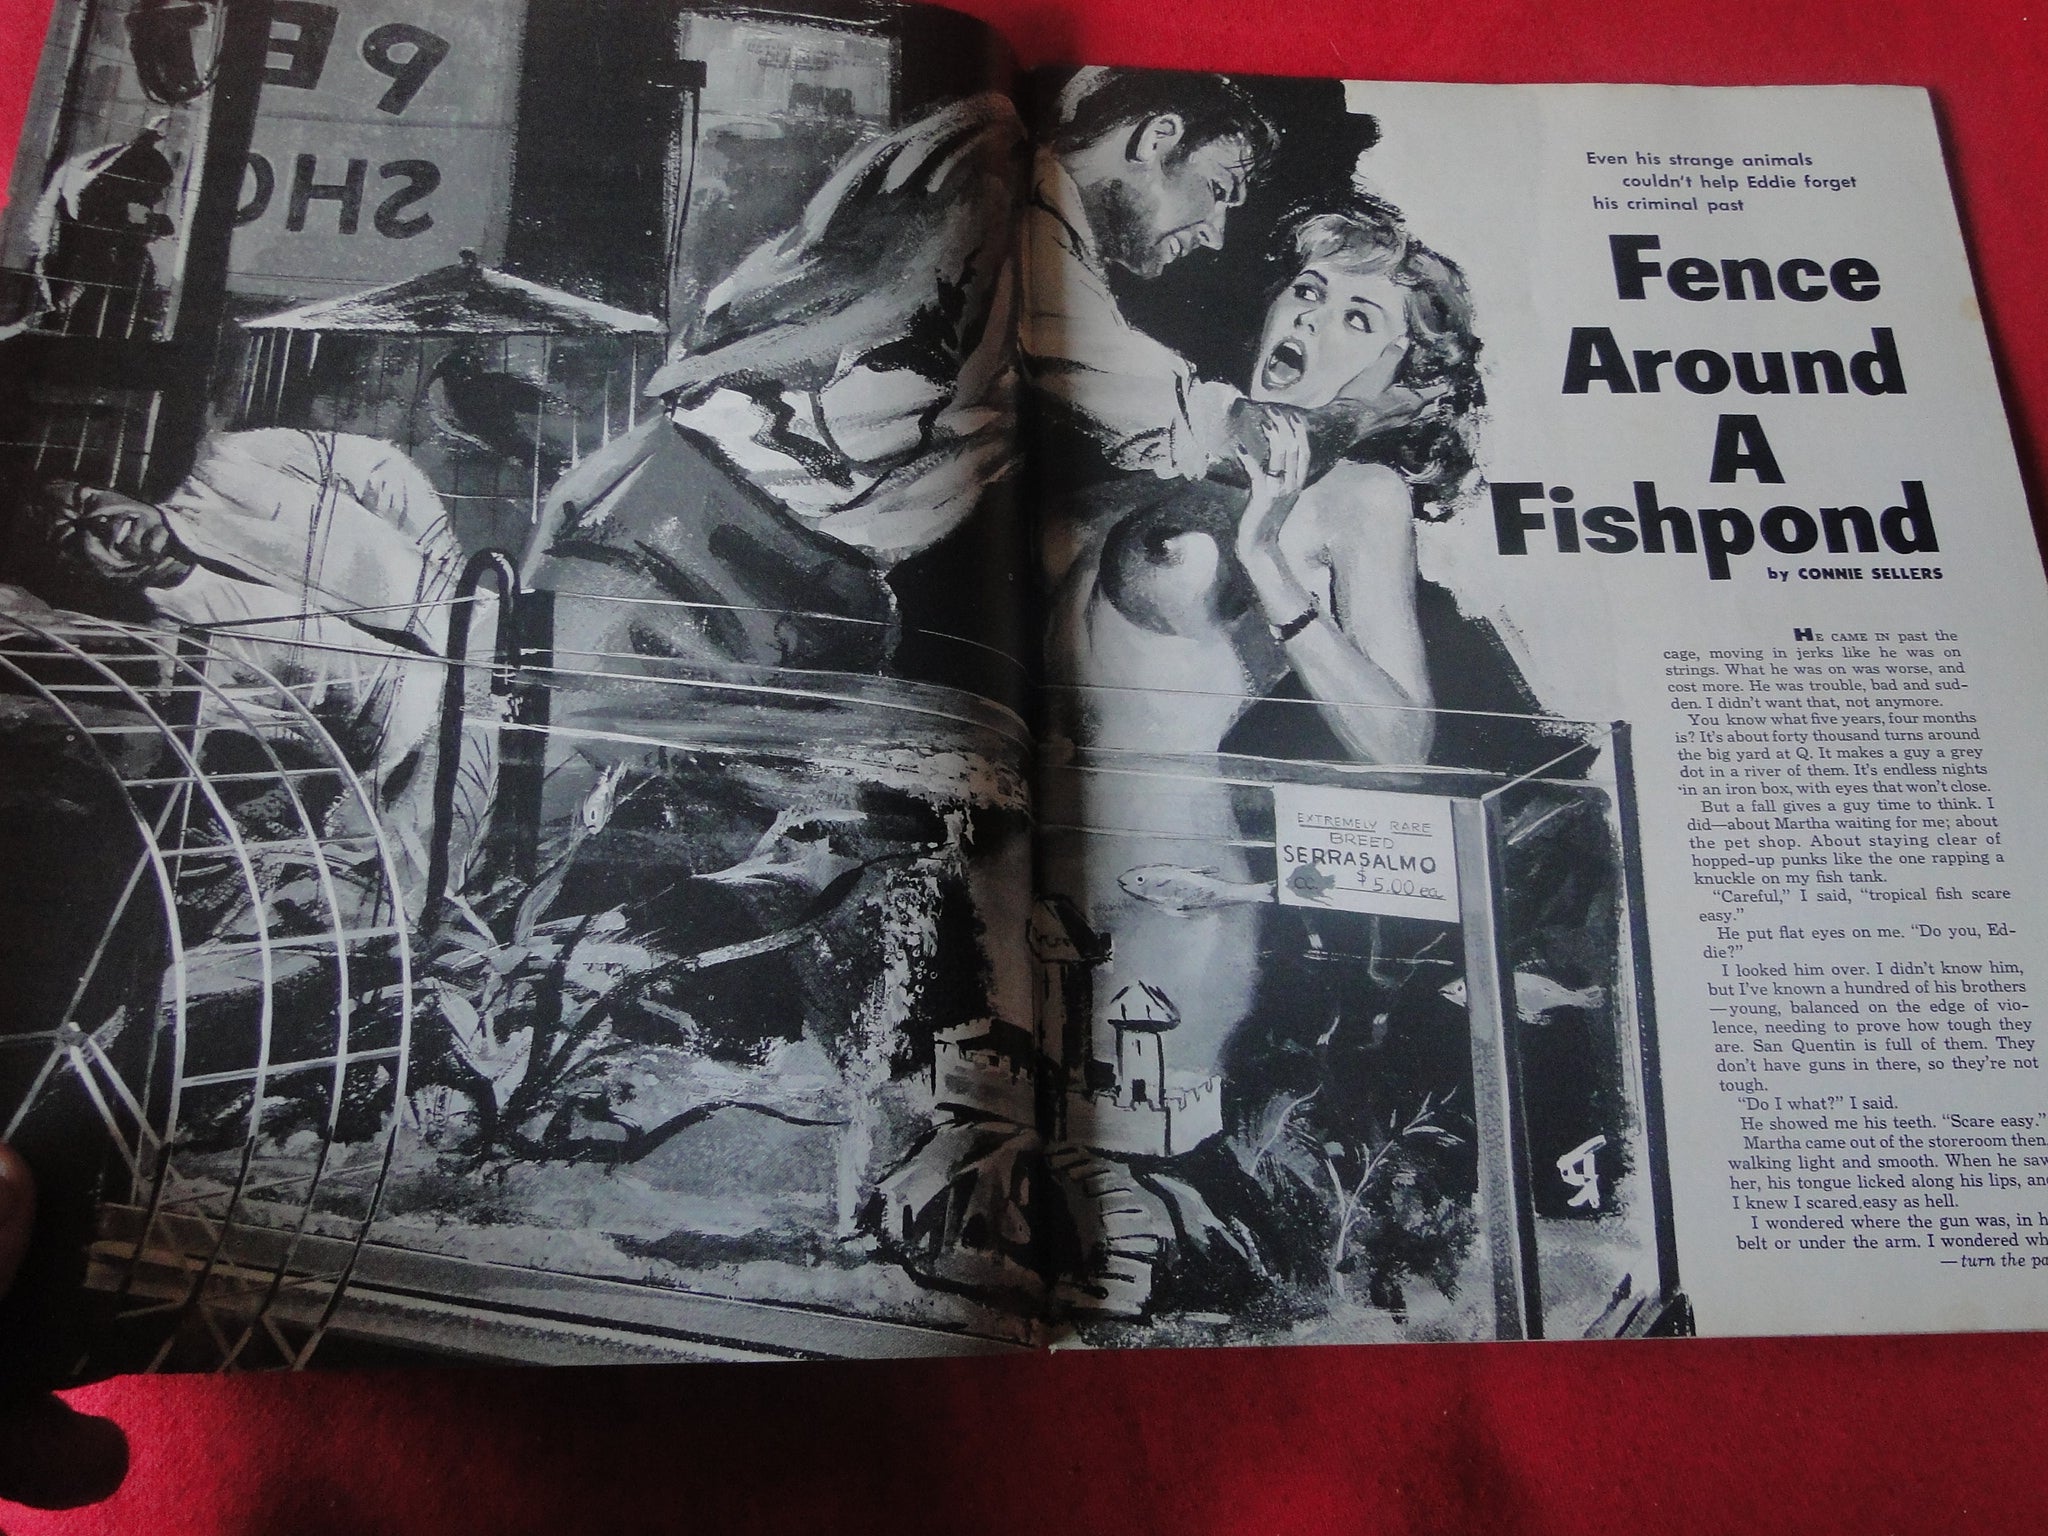 PET
SHO
Even his strange animals
couldn't help Eddie forget
his criminal past
Fence
Around
A
Fishpond
by CONNIE SELLERS
EXTREMELY RARE
BREED
SERRASALMO
$5.00 ea
HE CAME IN past the
cage, moving in jerks like he was on
strings. What he was on was worse, and
cost more. He was trouble, bad and sud-
den. I didn't want that, not anymore.
You know what five years, four months
is? It's about forty thousand turns around
the big yard at Q. It makes a guy a grey
dot in a river of them. It's endless nights
in an iron box, with eyes that won't close.
But a fall gives a guy time to think. I
did—about Martha waiting for me; about
the pet shop. About staying clear of
hopped-up punks like the one rapping a
knuckle on my fish tank.
"Careful," I said, "tropical fish scare
easy."
He put flat eyes on me. "Do you, Ed-
die?"
I looked him over. I didn't know him,
but I've known a hundred of his brothers
—young, balanced on the edge of vio-
lence, needing to prove how tough they
are. San Quentin is full of them. They
don't have guns in there, so they're not
tough.
"Do I what?" I said.
He showed me his teeth. "Scare easy."
Martha came out of the storeroom then,
walking light and smooth. When he saw
her, his tongue licked along his lips, and
I knew I scared easy as hell.
I wondered where the gun was, in h
belt or under the arm. I wondered wh
—turn the pa